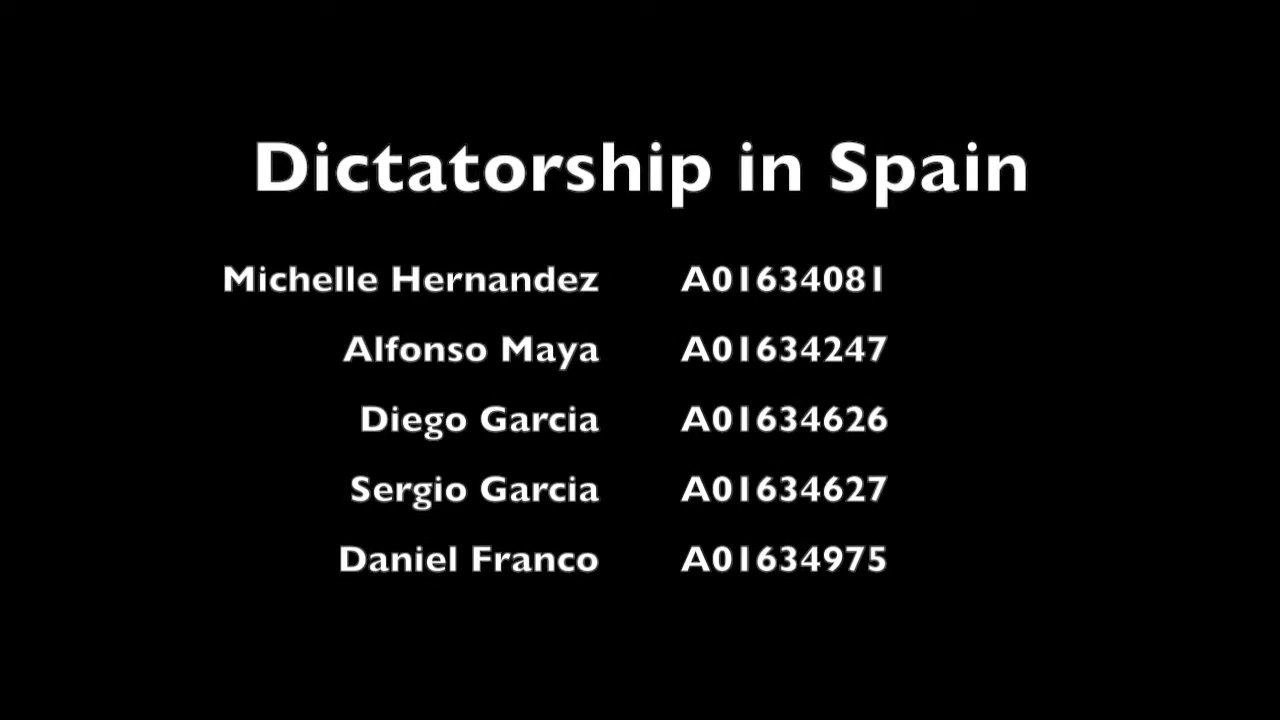 Dictatorship in Spain
Michelle Hernandez A01634081
Alfonso Maya A01634247
Diego Garcia A01634626
Sergio Garcia A01634627
Daniel Franco A01634975